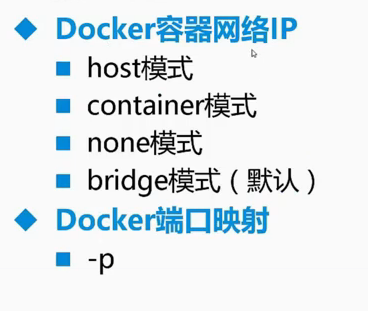 Docker容器网络IP
host模式
container模式
none模式
bridge模式（默认）
Docker端口映射
-p